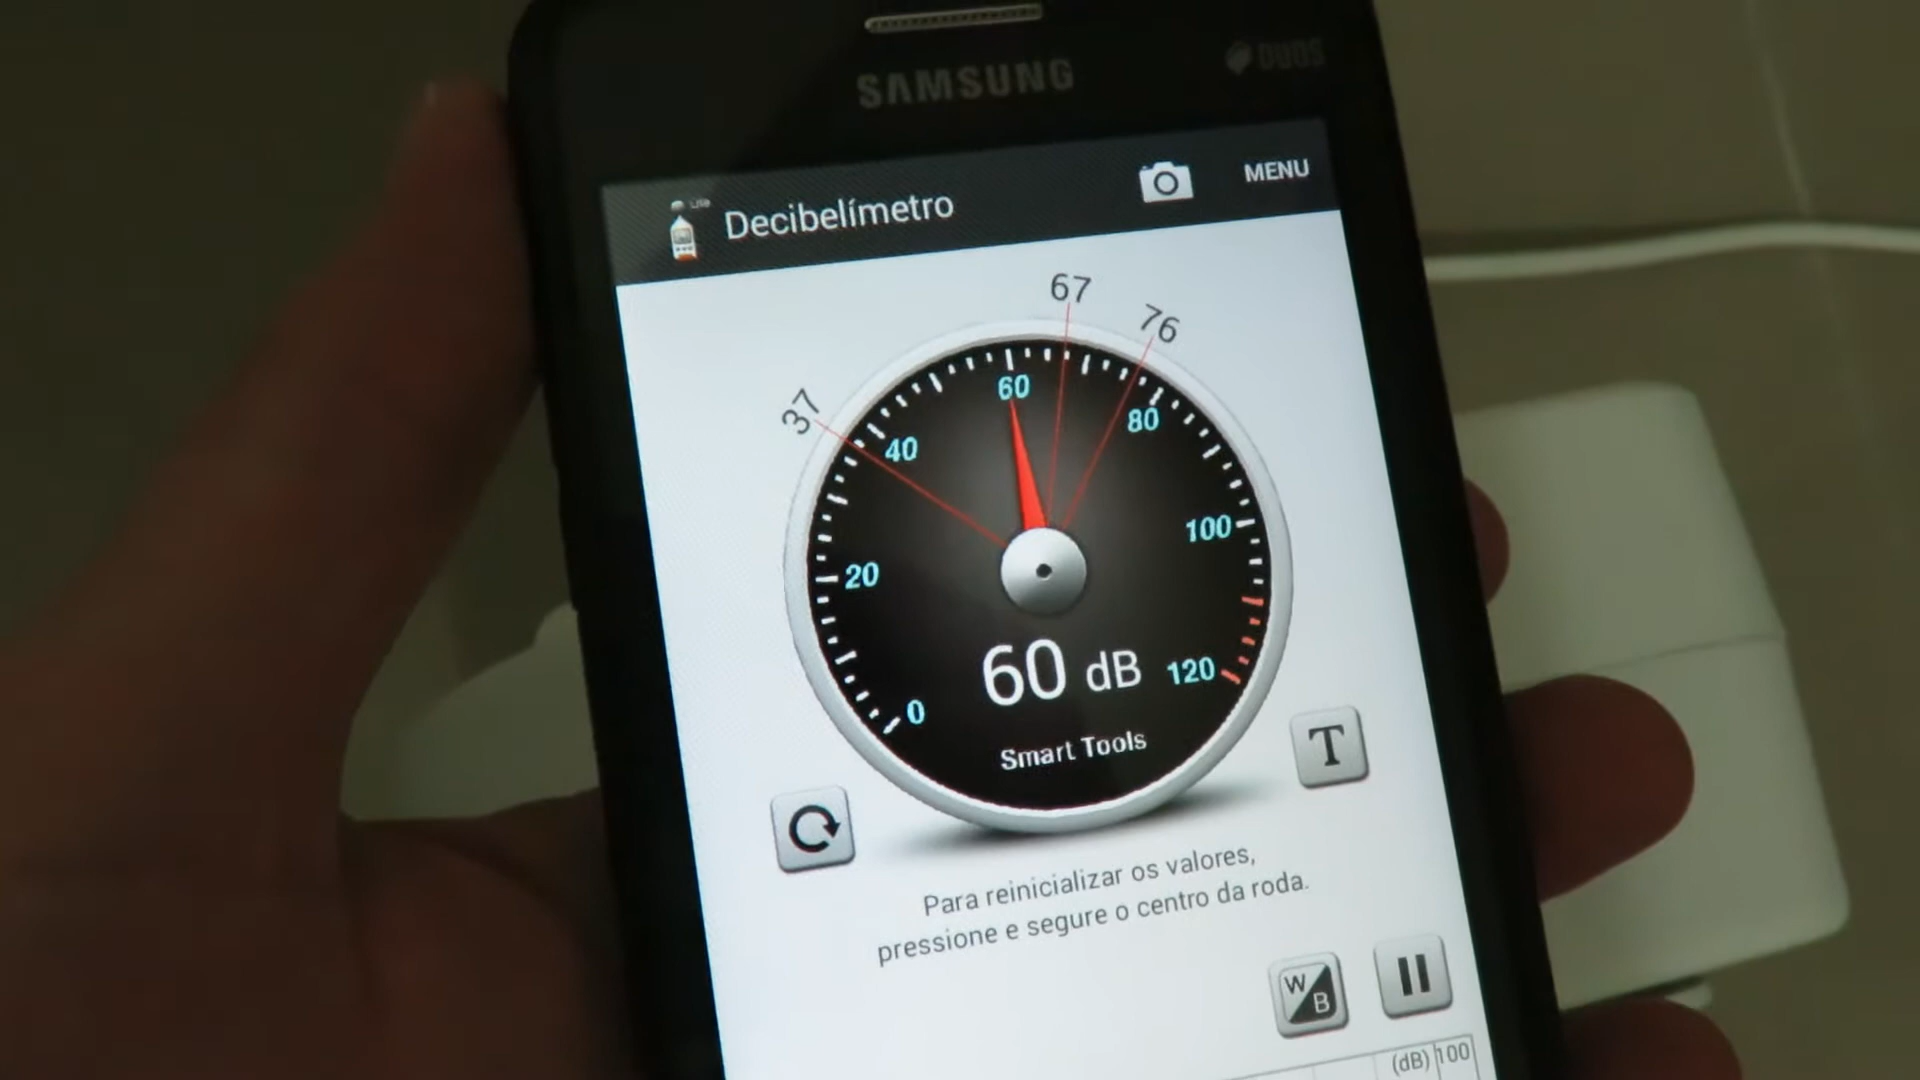 SAMSUNG
DUOS
Lite
Decibelímetro
MENU
67
76
37
60
40
80
20
100
0
60 dB
120
Smart Tools
T
Para reinicializar os valores,
pressione e segure o centro da roda.
W
B
(dB) 100